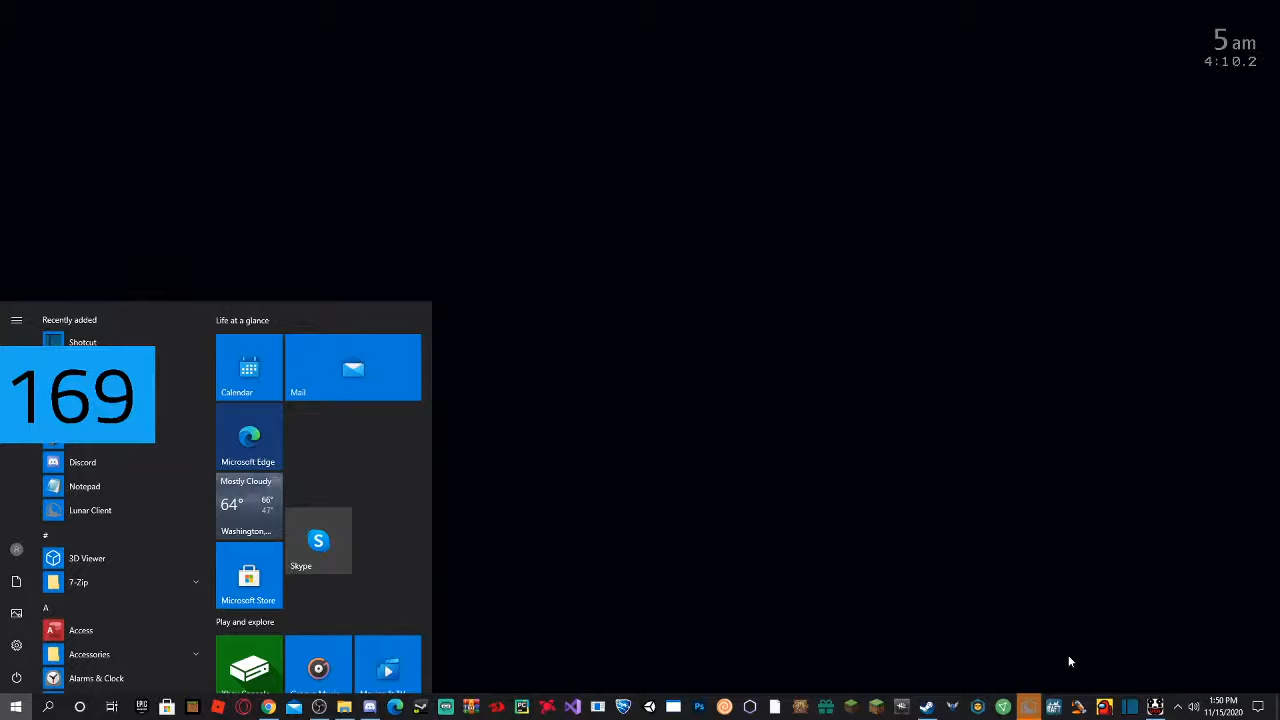 5 am
4:10.2
Recently added
Life at a glance
Shotcut
169
Calendar
Mail
Microsoft Edge
Discord
Notepad
Lunar Client
Mostly Cloudy
64° 66°
47°
Washington,...
#
3D Viewer
7-Zip
Skype
Microsoft Store
A
Access
Accessories
Alarms & Clock
Play and explore
1:50 PM
11/15/2020